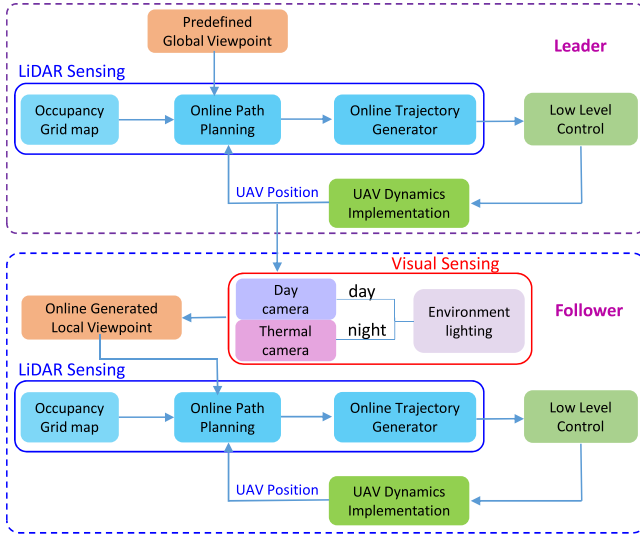 Predefined
Global Viewpoint
Leader
LiDAR Sensing
Occupancy
Grid map
Online Path
Planning
Online Trajectory
Generator
Low Level
Control
UAV Position
UAV Dynamics
Implementation
Visual Sensing
Day
camera
day
Thermal
camera
night
Environment
lighting
Online Generated
Local Viewpoint
Follower
LiDAR Sensing
Occupancy
Grid map
Online Path
Planning
Online Trajectory
Generator
Low Level
Control
UAV Position
UAV Dynamics
Implementation